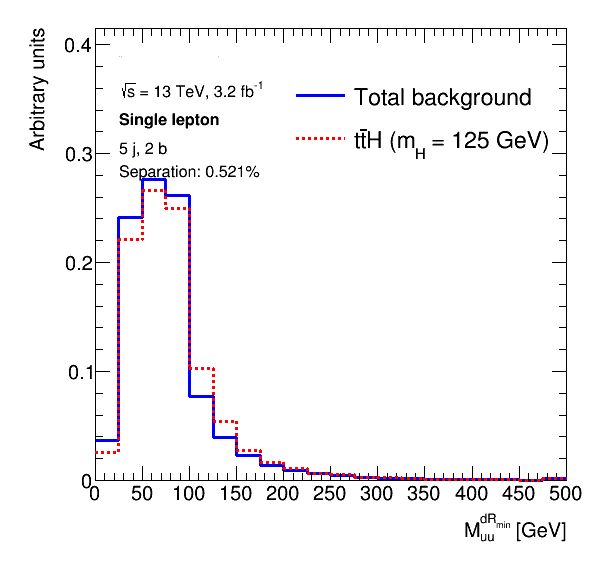 Arbitrary units
0.4
0.3
0.2
0.1
0
√s = 13 TeV, 3.2 fb⁻¹
Single lepton
5 j, 2 b
Separation: 0.521%
Total background
tt̄H (m_H = 125 GeV)
0 50 100 150 200 250 300 350 400 450 500
M_uu^dR_min [GeV]